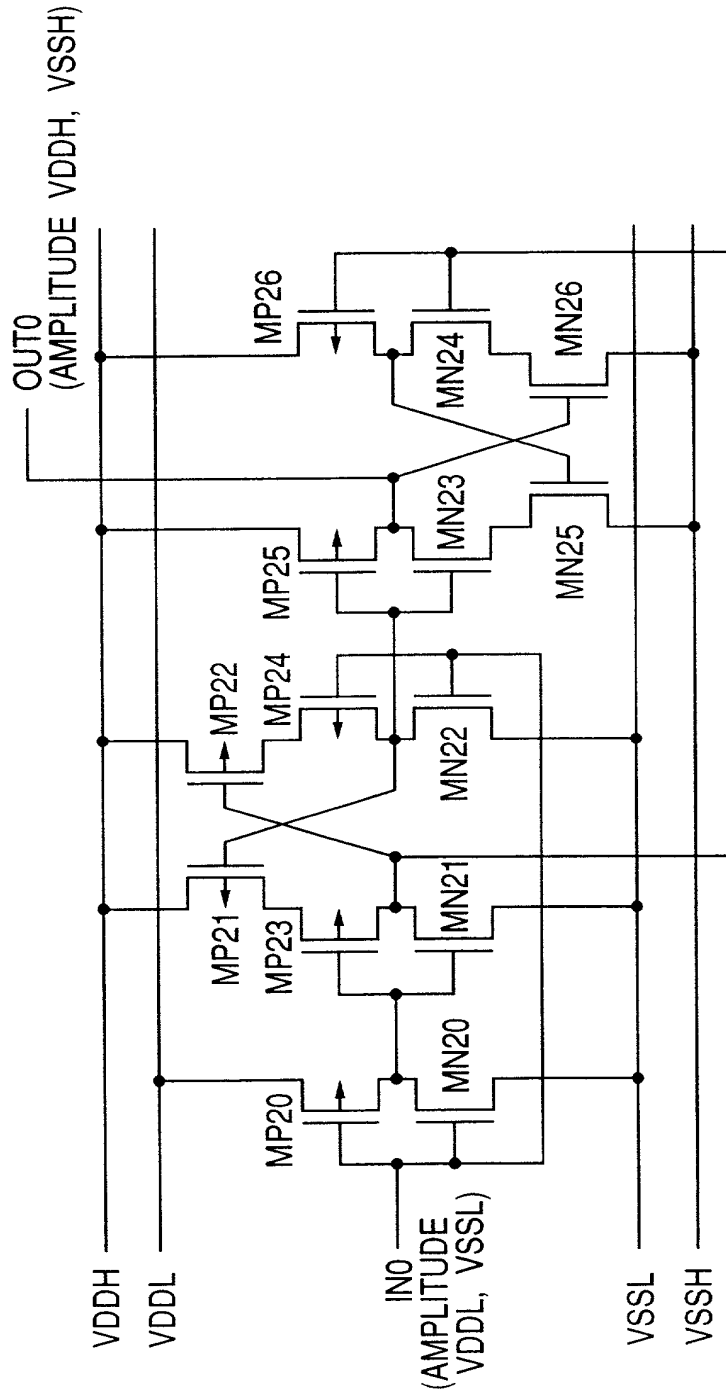 OUT0
(AMPLITUDE VDDH, VSSH)
VDDH
VDDL
MP21
MP22
MP20
MP23
MP24
MP25
MP26
IN0
(AMPLITUDE
VDDL, VSSL)
MN20
MN21
MN22
MN23
MN24
MN25
MN26
VSSL
VSSH